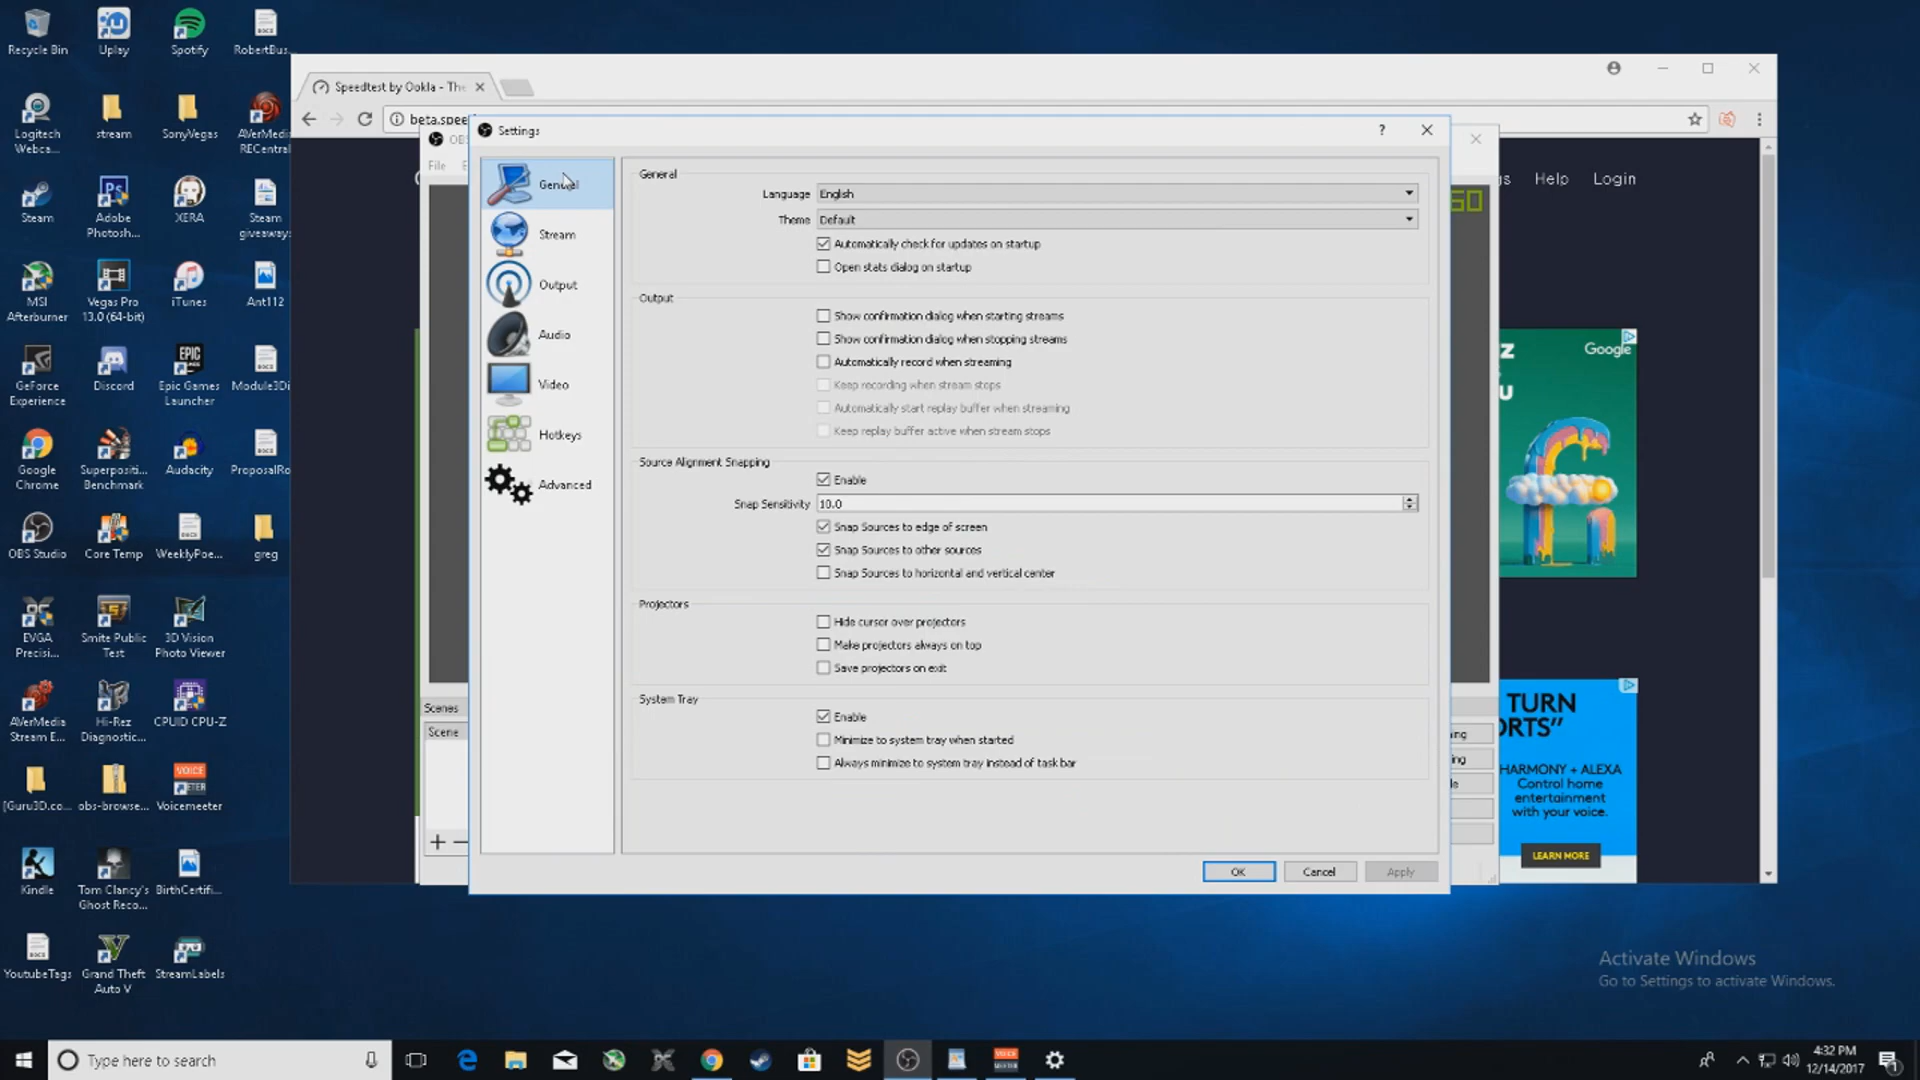 Recycle Bin
Uplay
Spotify
RobertBus...
Logitech Webca...
stream
SonyVegas
AVerMedia RECentral
Steam
Adobe Photosh...
XERA
Steam giveaways
MSI Afterburner
Vegas Pro 13.0 (64-bit)
iTunes
Ant112
GeForce Experience
Discord
Epic Games Launcher
Module3Di
Google Chrome
Superpositi... Benchmark
Audacity
ProposalRo
OBS Studio
Core Temp
WeeklyPoe...
greg
EVGA Precisi...
Smite Public Test
3D Vision Photo Viewer
AVerMedia Stream E...
Hi-Rez Diagnostic...
CPUID CPU-Z
[Guru3D.co...
obs-browse...
VOICE MEETER
Voicemeeter
Kindle
Tom Clancy's Ghost Reco...
BirthCertifi...
YoutubeTags
Grand Theft Auto V
StreamLabels
Speedtest by Ookla - The
beta.spee
Help
Login
File
Scenes
Scene
Settings
General
Stream
Output
Audio
Video
Hotkeys
Advanced
General
Language English
Theme Default
Automatically check for updates on startup
Open stats dialog on startup
Output
Show confirmation dialog when starting streams
Show confirmation dialog when stopping streams
Automatically record when streaming
Keep recording when stream stops
Automatically start replay buffer when streaming
Keep replay buffer active when stream stops
Source Alignment Snapping
Enable
Snap Sensitivity 10.0
Snap Sources to edge of screen
Snap Sources to other sources
Snap Sources to horizontal and vertical center
Projectors
Hide cursor over projectors
Make projectors always on top
Save projectors on exit
System Tray
Enable
Minimize to system tray when started
Always minimize to system tray instead of task bar
OK
Cancel
Apply
Google
TURN
ORTS”
HARMONY + ALEXA
Control home
entertainment
with your voice.
LEARN MORE
Activate Windows
Go to Settings to activate Windows.
Type here to search
VOICE MEETER
4:32 PM
12/14/2017